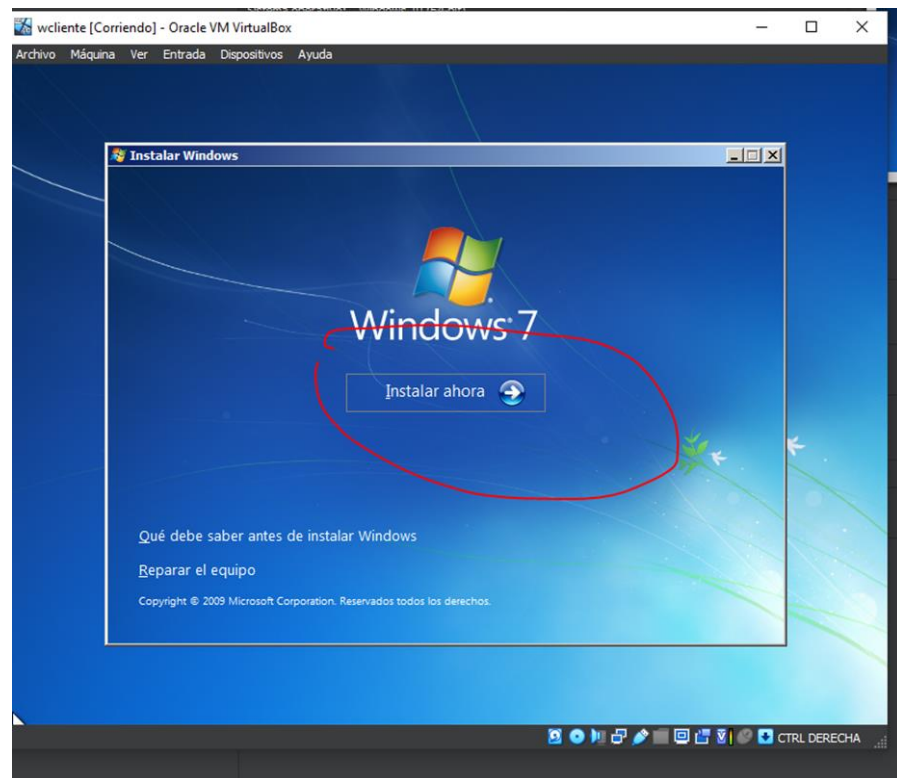 wcliente [Corriendo] - Oracle VM VirtualBox
Archivo Máquina Ver Entrada Dispositivos Ayuda
Instalar Windows
Windows 7
Instalar ahora
Qué debe saber antes de instalar Windows
Reparar el equipo
Copyright © 2009 Microsoft Corporation. Reservados todos los derechos.
CTRL DERECHA